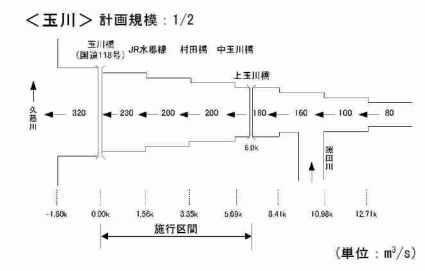 ＜玉川＞ 計画規模：1/2
玉川橋
(国道118号)
JR水郡線
村田橋
中玉川橋
上玉川橋
久慈川
320
230
200
200
180
160
100
80
6.0k
照田川
-1.60k
0.00k
1.56k
3.35k
5.69k
8.41k
10.98k
12.71k
施行区間
(単位：m³/s)